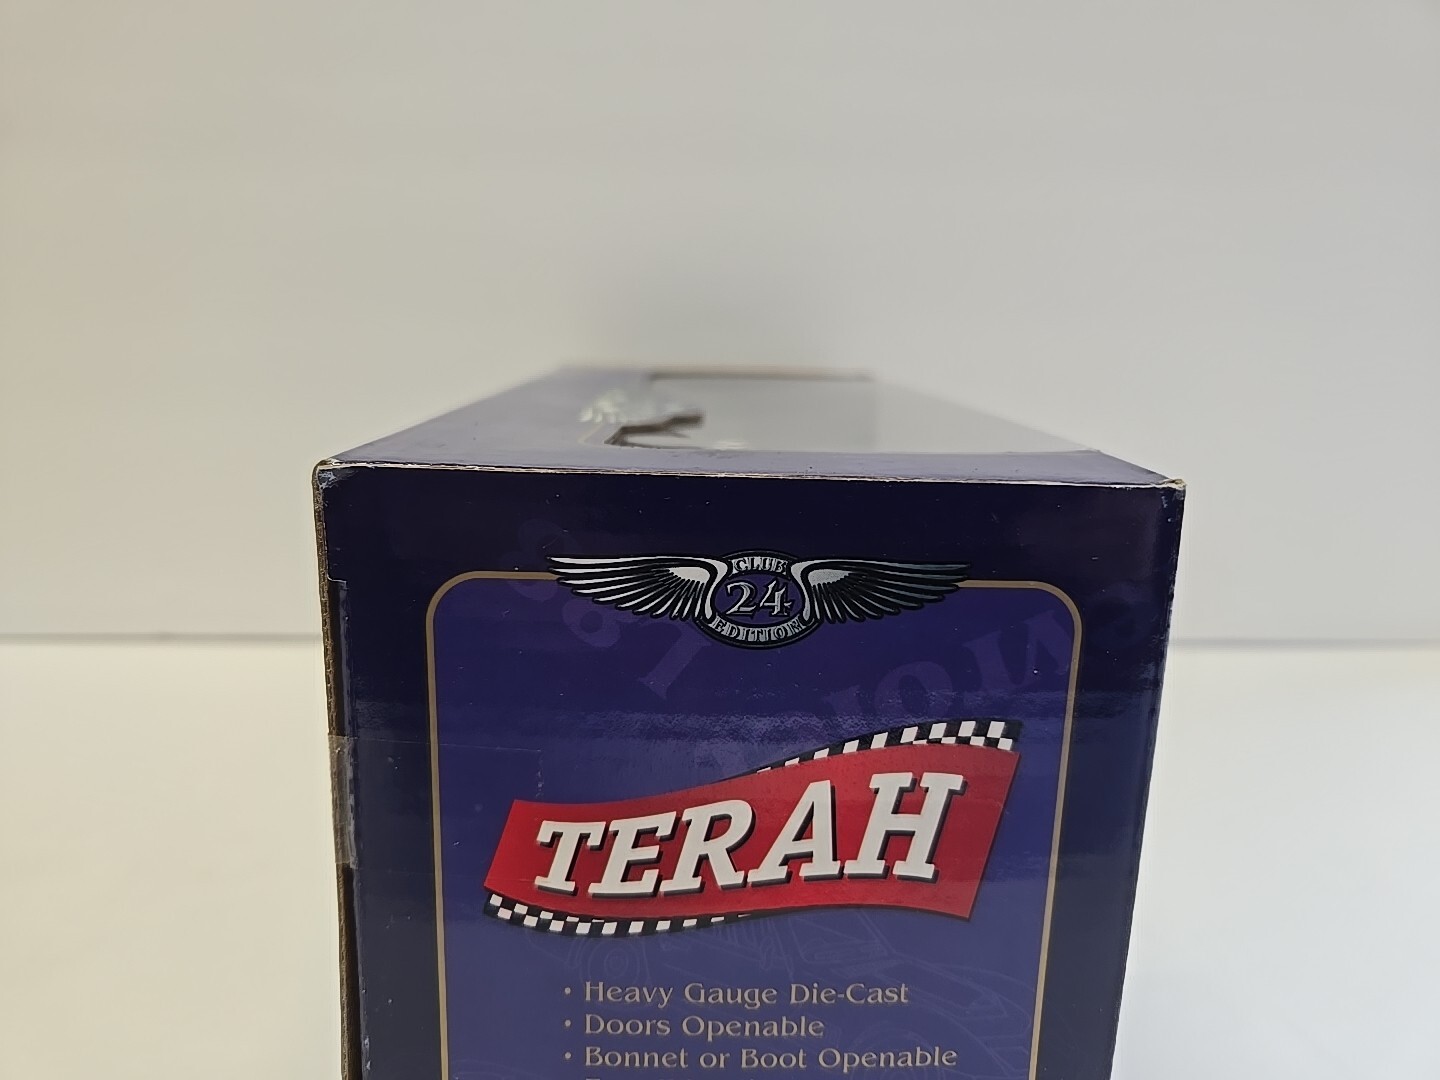 CLUB
24
EDITION
TERAH
• Heavy Gauge Die-Cast
• Doors Openable
• Bonnet or Boot Openable